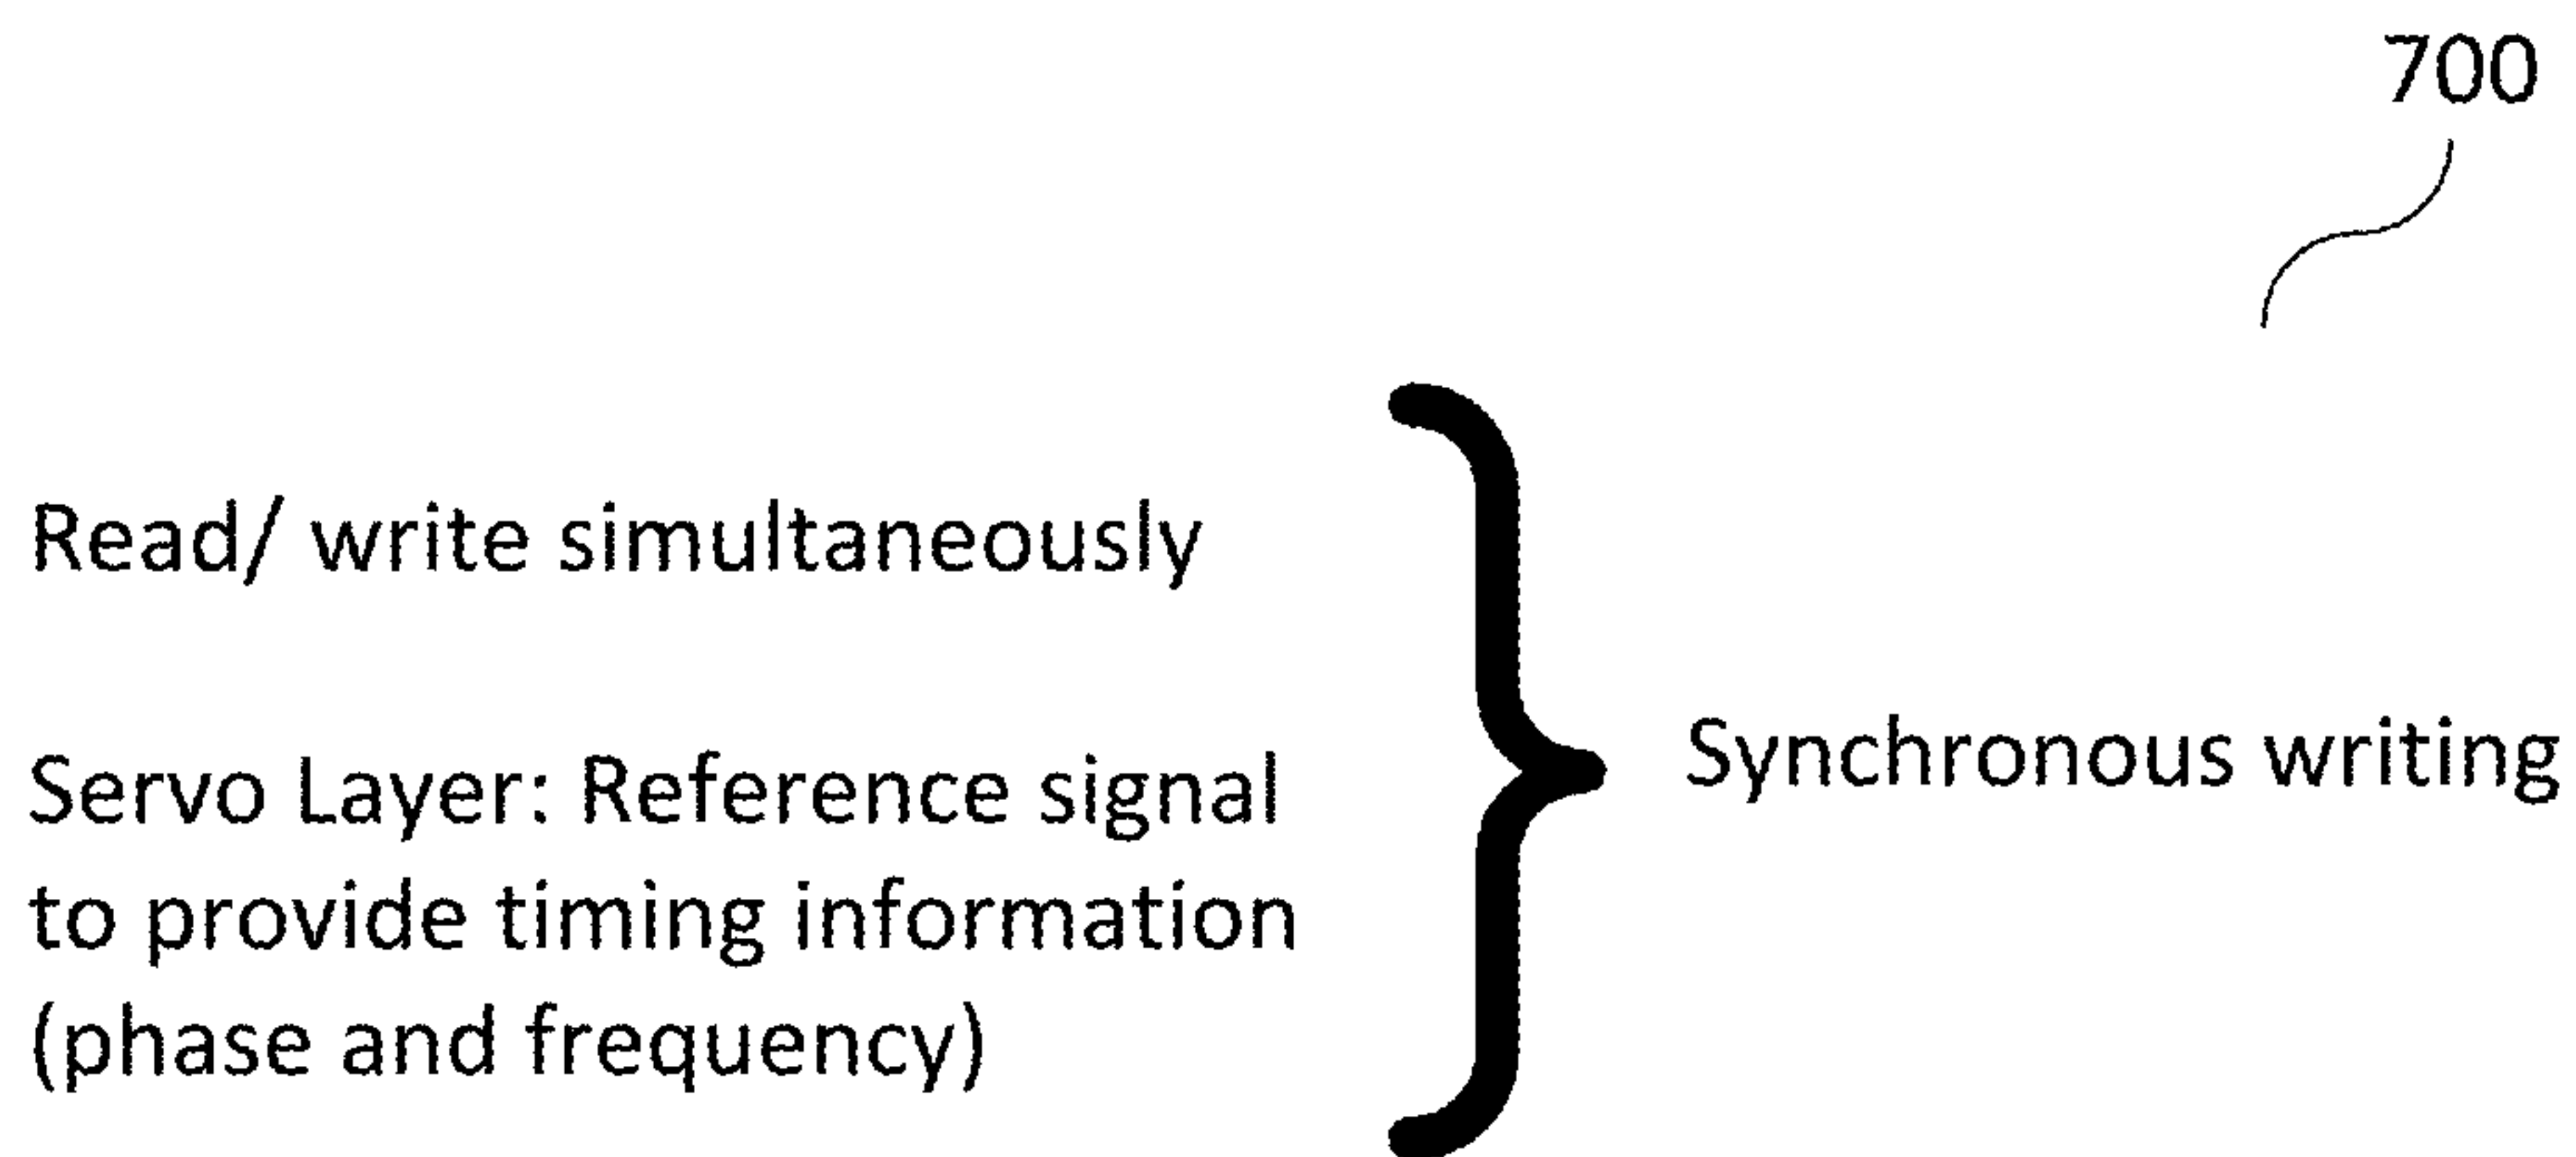 700
Read/ write simultaneously
Servo Layer: Reference signal
to provide timing information
(phase and frequency)
Synchronous writing